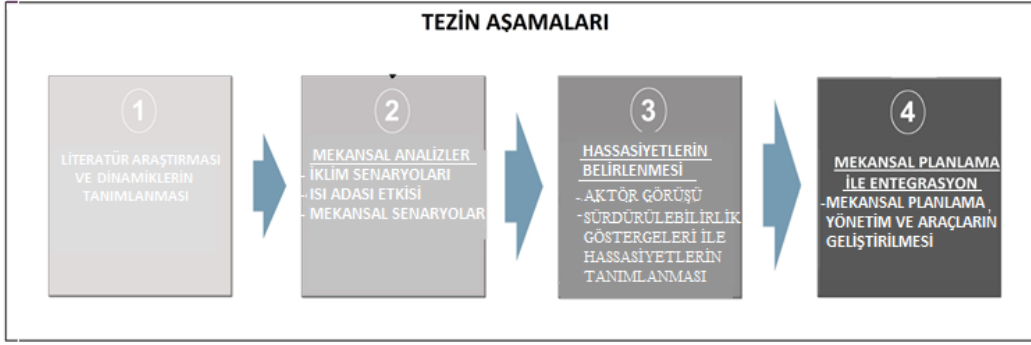 TEZİN AŞAMALARI
1
LİTERATÜR ARAŞTIRMASI
VE DİNAMİKLERİN
TANIMLANMASI
2
MEKANSAL ANALİZLER
- İKLİM SENARYOLARI
- ISI ADASI ETKİSİ
- MEKANSAL SENARYOLAR
3
HASSASİYETLERİN
BELİRLENMESİ
-AKTÖR GÖRÜŞÜ
-SÜRDÜRÜLEBİLİRLİK
GÖSTERGELERİ İLE
HASSASİYETLERİN
TANIMLANMASI
4
MEKANSAL PLANLAMA
İLE ENTEGRASYON
-MEKANSAL PLANLAMA ,
YÖNETİM VE ARAÇLARIN
GELİŞTİRİLMESİ